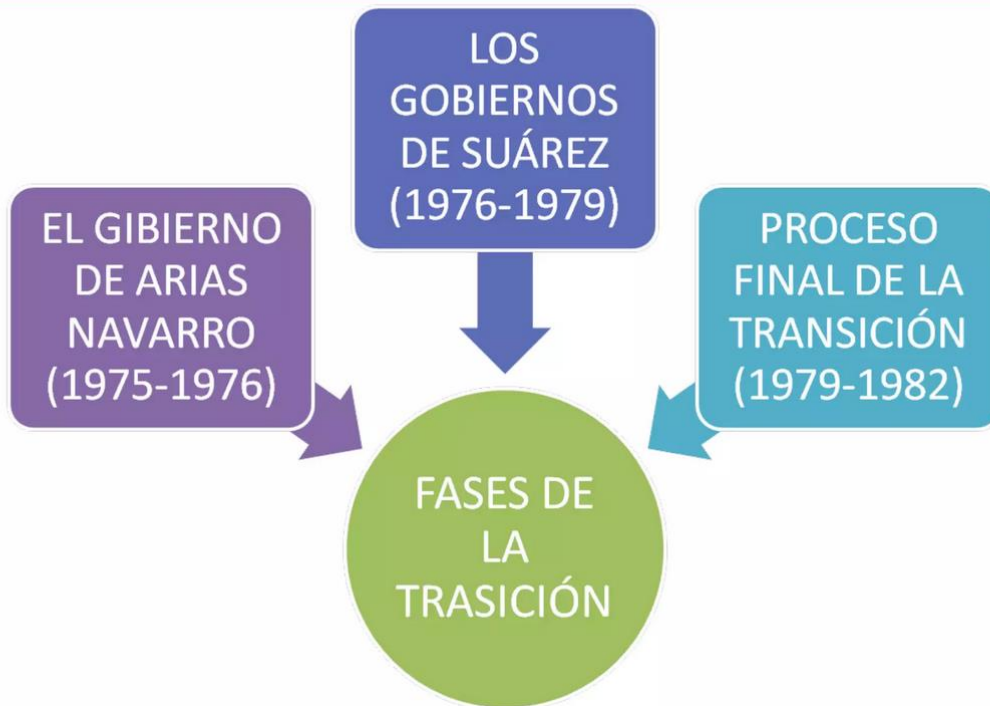 LOS
GOBIERNOS
DE SUÁREZ
(1976-1979)
EL GIBIERNO
DE ARIAS
NAVARRO
(1975-1976)
PROCESO
FINAL DE LA
TRANSICIÓN
(1979-1982)
FASES DE
LA
TRASICIÓN